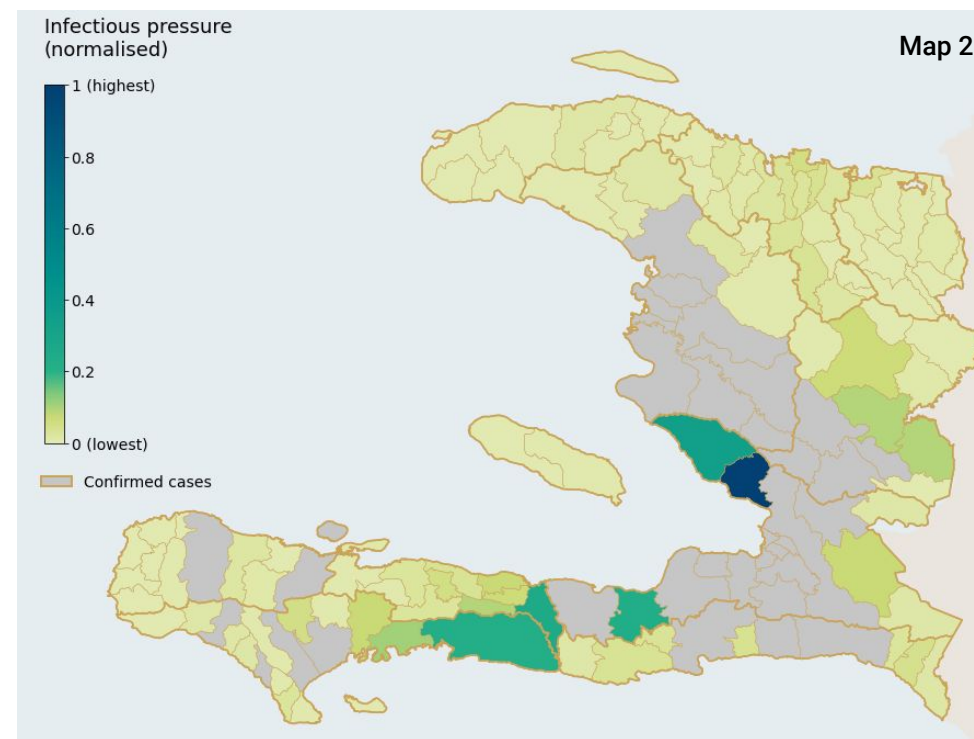 Infectious pressure
(normalised)
Map 2
1 (highest)
0.8
0.6
0.4
0.2
0 (lowest)
Confirmed cases